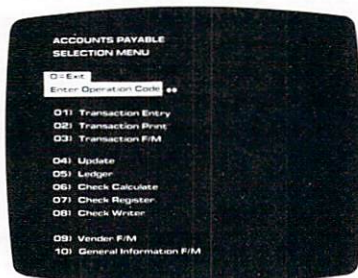 ACCOUNTS PAYABLE
SELECTION MENU
0=Exit
Enter Operation Code
01) Transaction Entry
02) Transaction Print
03) Transaction F/M
04) Update
05) Ledger
06) Check Calculate
07) Check Register
08) Check Writer
09) Vender F/M
10) General Information F/M